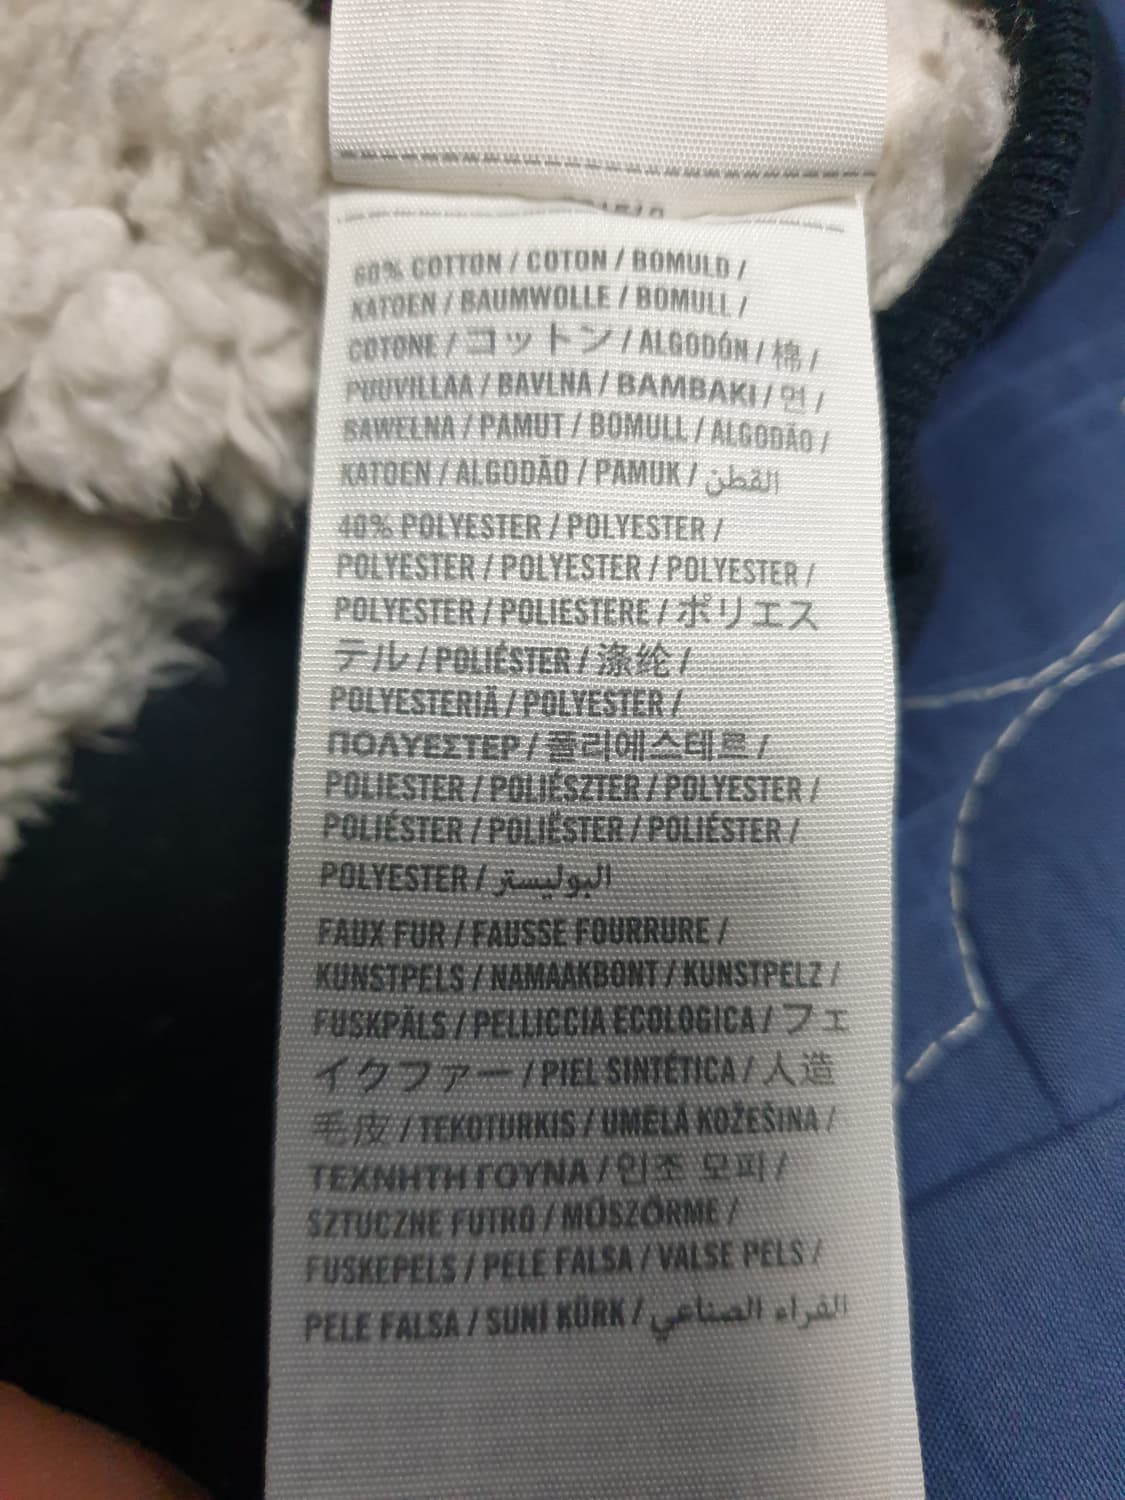 60% COTTON / COTON / BOMULD /
KATOEN / BAUMWOLLE / BOMULL /
COTONE / コットン / ALGODÓN / 棉 /
PUUVILLAA / BAVLNA / BAMBAKI / 면 /
BAWEŁNA / PAMUT / BOMULL / ALGODÃO /
KATOEN / ALGODÃO / PAMUK / القطن
40% POLYESTER / POLYESTER /
POLYESTER / POLYESTER / POLYESTER /
POLYESTER / POLIESTERE / ポリエス
テル / POLIÉSTER / 涤纶 /
POLYESTERIÄ / POLYESTER /
ΠΟΛΥΕΣΤΕΡ / 폴리에스테르 /
POLIESTER / POLIÉSZTER / POLYESTER /
POLIÉSTER / POLIËSTER / POLIÉSTER /
POLYESTER / البوليستر
FAUX FUR / FAUSSE FOURRURE /
KUNSTPELS / NAMAAKBONT / KUNSTPELZ /
FUSKPÄLS / PELLICCIA ECOLOGICA / フェ
イクファー / PIEL SINTÉTICA / 人造
毛皮 / TEKOTURKIS / UMĚLÁ KOŽEŠINA /
ΤΕΧΝΗΤΗ ΓΟΥΝΑ / 인조 모피 /
SZTUCZNE FUTRO / MŰSZŐRME /
FUSKEPELS / PELE FALSA / VALSE PELS /
PELE FALSA / SUNİ KÜRK / الفراء الصناعي